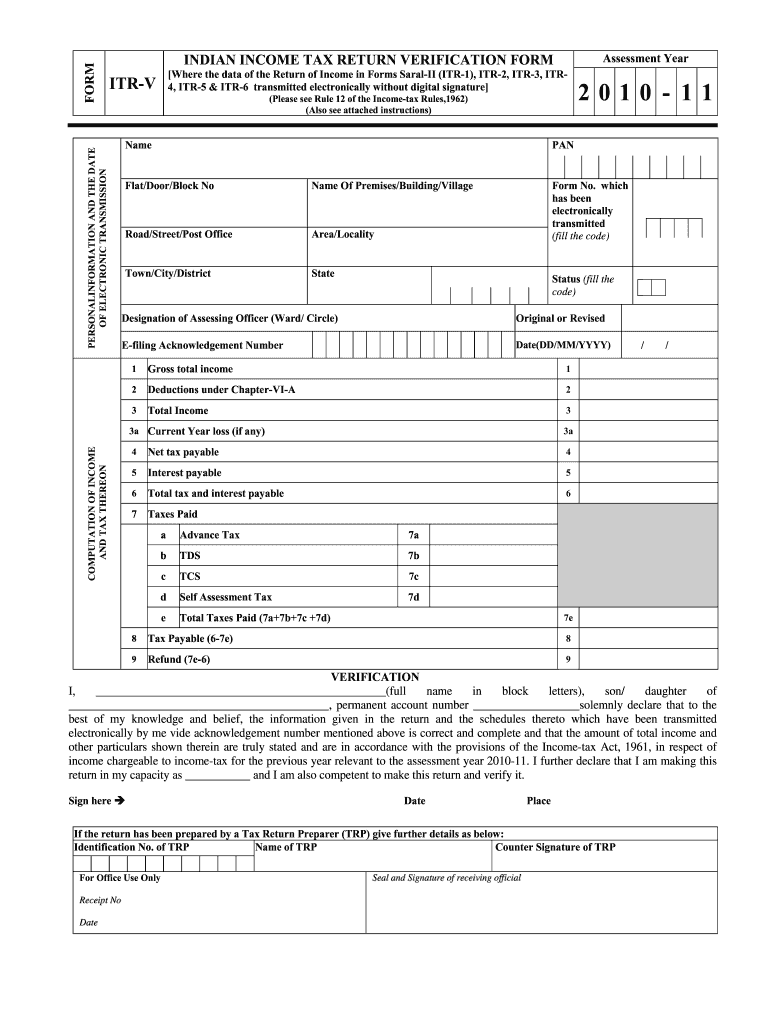 FORM
ITR-V
INDIAN INCOME TAX RETURN VERIFICATION FORM
[Where the data of the Return of Income in Forms Saral-II (ITR-1), ITR-2, ITR-3, ITR-
4, ITR-5 & ITR-6 transmitted electronically without digital signature]
(Please see Rule 12 of the Income-tax Rules,1962)
(Also see attached instructions)
Assessment Year
2 0 1 0 - 1 1
PERSONAL INFORMATION AND THE DATE
OF ELECTRONIC TRANSMISSION
Name
PAN
Flat/Door/Block No
Name Of Premises/Building/Village
Form No. which
has been
electronically
transmitted
(fill the code)
Road/Street/Post Office
Area/Locality
Town/City/District
State
Status (fill the
code)
Designation of Assessing Officer (Ward/ Circle)
Original or Revised
E-filing Acknowledgement Number
Date(DD/MM/YYYY)
/ /
COMPUTATION OF INCOME
AND TAX THEREON
1 Gross total income 1
2 Deductions under Chapter-VI-A 2
3 Total Income 3
3a Current Year loss (if any) 3a
4 Net tax payable 4
5 Interest payable 5
6 Total tax and interest payable 6
7 Taxes Paid
a Advance Tax 7a
b TDS 7b
c TCS 7c
d Self Assessment Tax 7d
e Total Taxes Paid (7a+7b+7c +7d) 7e
8 Tax Payable (6-7e) 8
9 Refund (7e-6) 9
VERIFICATION
I, ______________________________(full name in block letters), son/ daughter of
______________________________, permanent account number __________________solemnly declare that to the
best of my knowledge and belief, the information given in the return and the schedules thereto which have been transmitted
electronically by me vide acknowledgement number mentioned above is correct and complete and that the amount of total income and
other particulars shown therein are truly stated and are in accordance with the provisions of the Income-tax Act, 1961, in respect of
income chargeable to income-tax for the previous year relevant to the assessment year 2010-11. I further declare that I am making this
return in my capacity as ___________ and I am also competent to make this return and verify it.
Sign here ➔ Date Place
If the return has been prepared by a Tax Return Preparer (TRP) give further details as below:
Identification No. of TRP
Name of TRP
Counter Signature of TRP
For Office Use Only
Receipt No
Date
Seal and Signature of receiving official